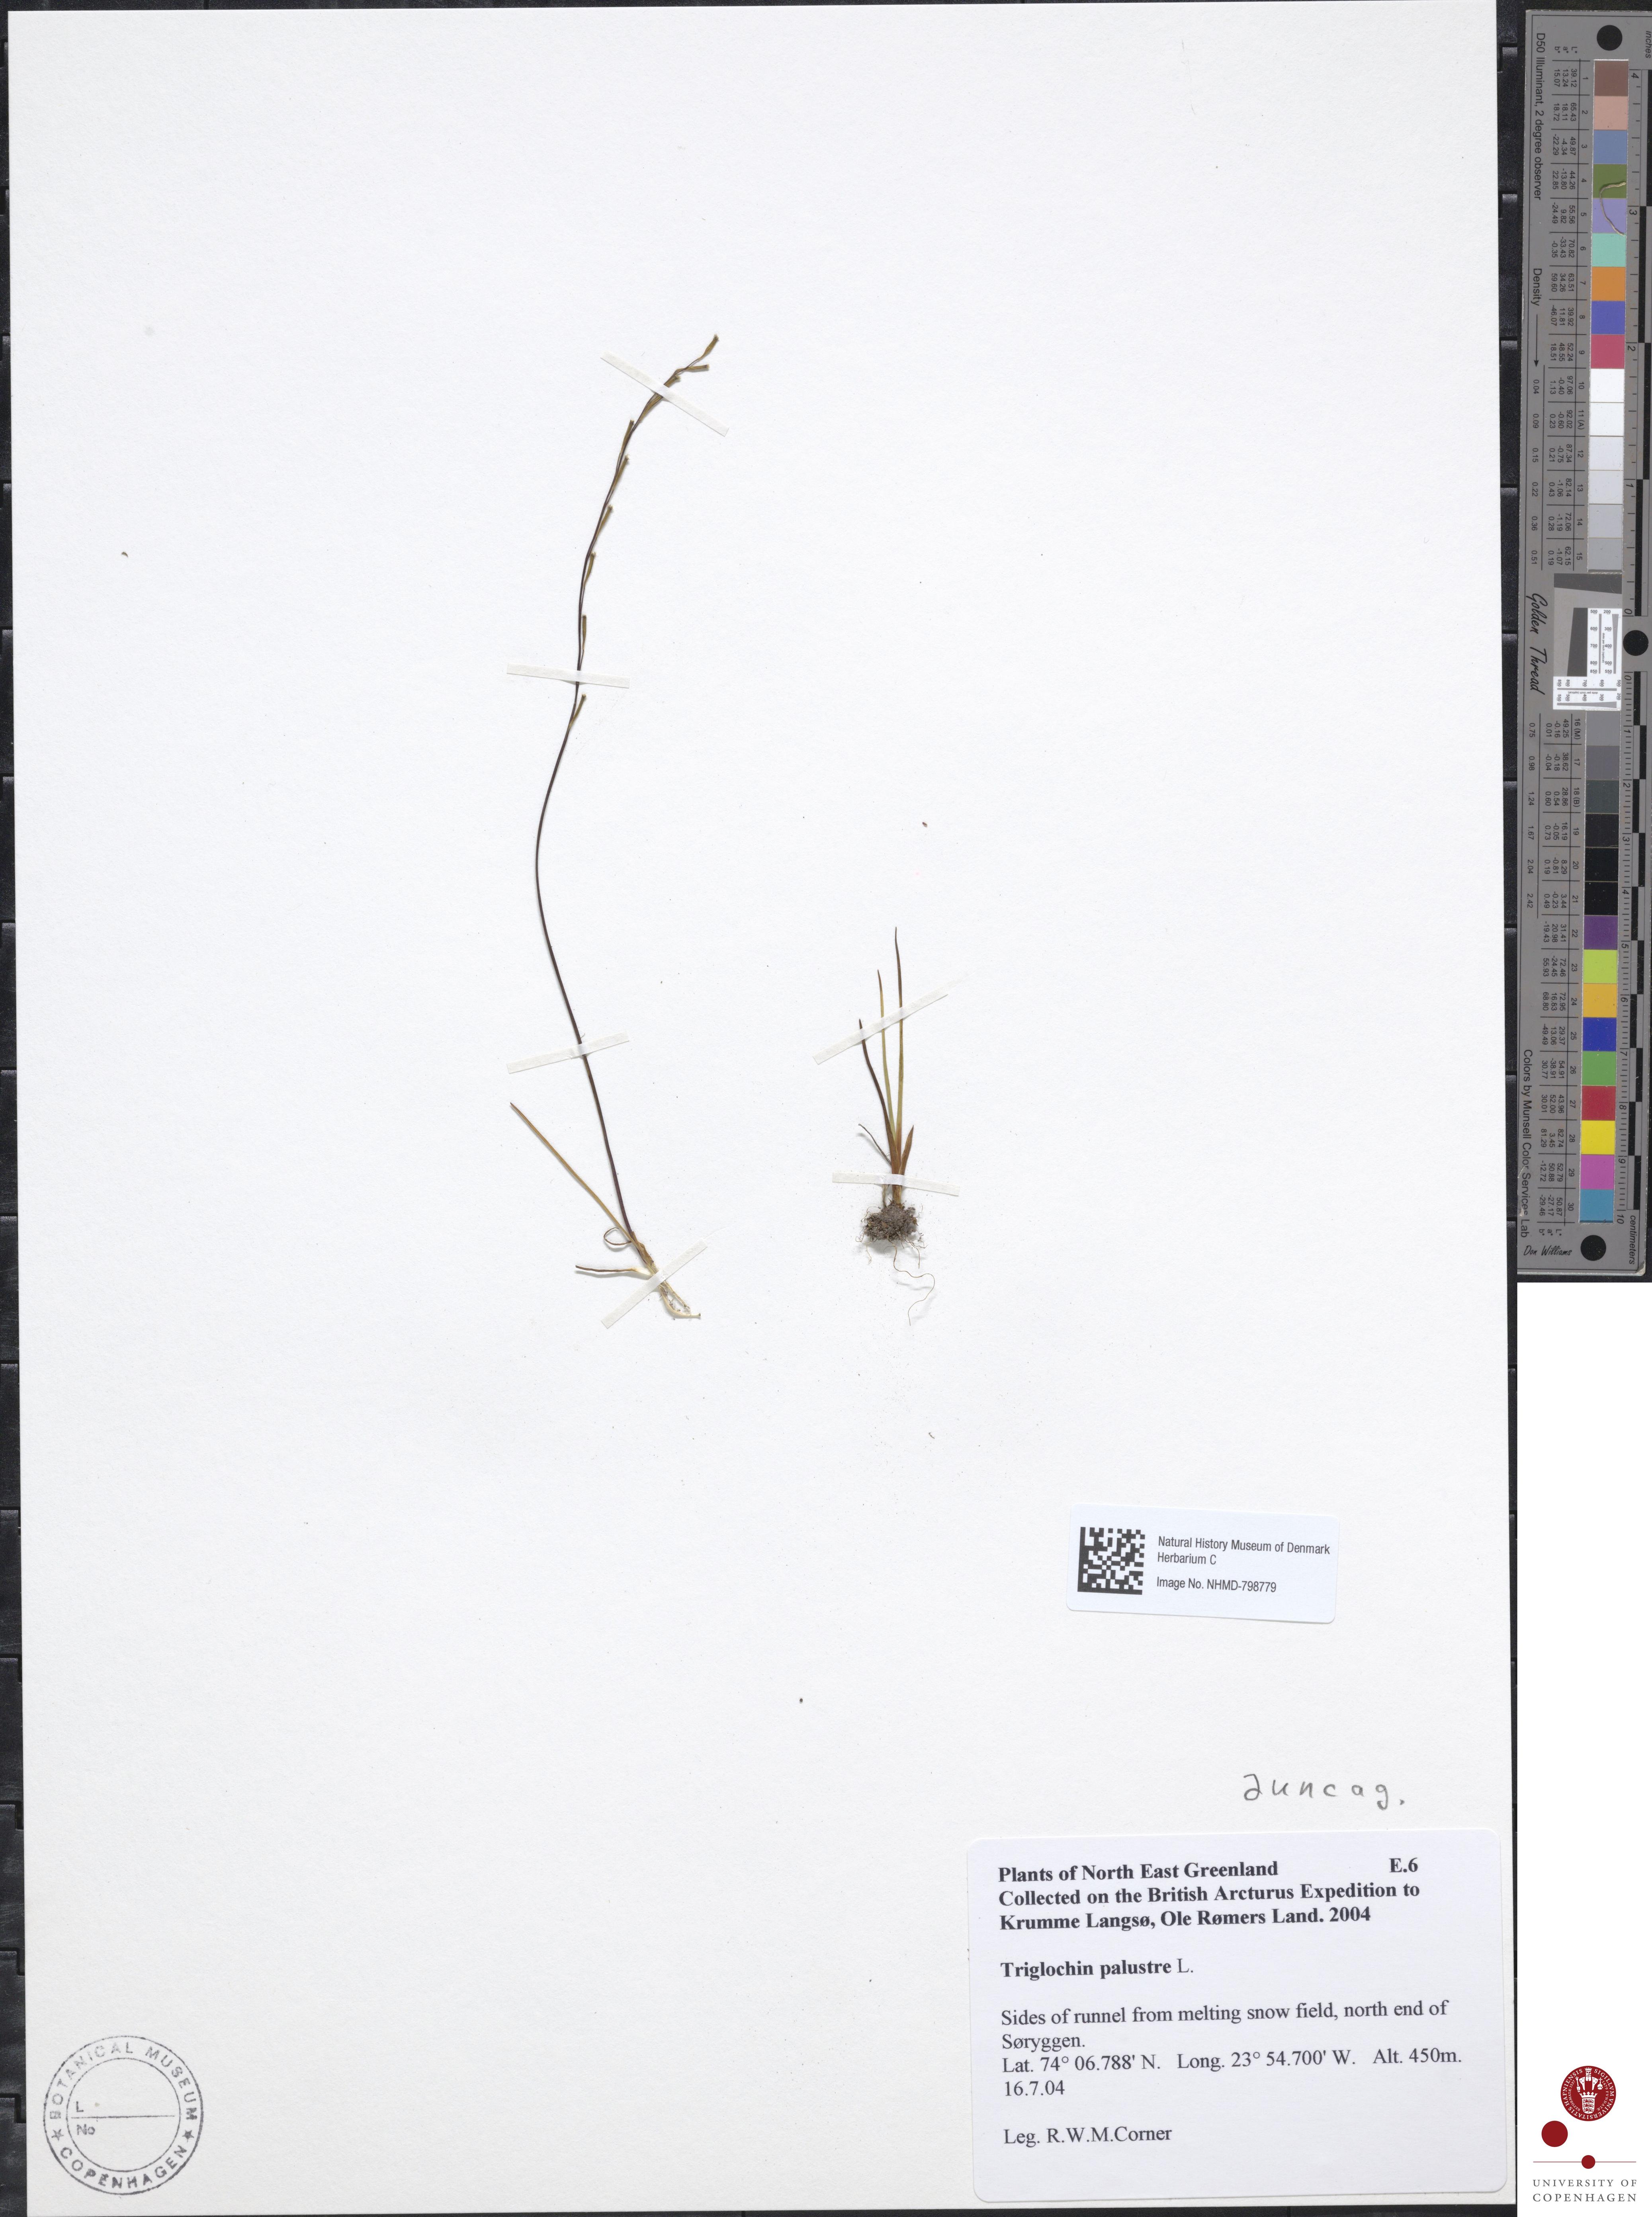 Natural History Museum of Denmark
Herbarium C
Image No. NHMD-798779
Juncag.
Plants of North East Greenland E.6
Collected on the British Arcturus Expedition to
Krumme Langsø, Ole Rømers Land. 2004
Triglochin palustre L.
Sides of runnel from melting snow field, north end of
Søryggen.
Lat. 74° 06.788' N. Long. 23° 54.700' W. Alt. 450m.
16.7.04
Leg. R.W.M.Corner
BOTANICAL MUSEUM
L
No
COPENHAGEN
UNIVERSITY OF
COPENHAGEN
inches
D50 Illuminant, 2 degree observer
Density
Golden Thread
Colors by Munsell Color Services Lab
Don Williams
centimeters